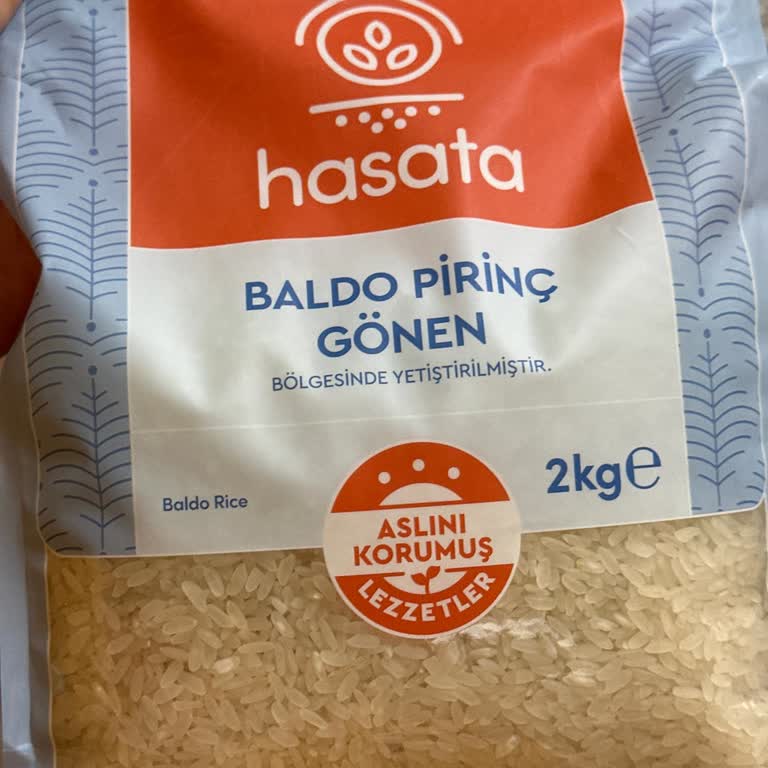 hasata
BALDO PİRİNÇ
GÖNEN
BÖLGESİNDE YETİŞTİRİLMİŞTİR.
Baldo Rice
2kg℮
ASLINI
KORUMUŞ
LEZZETLER